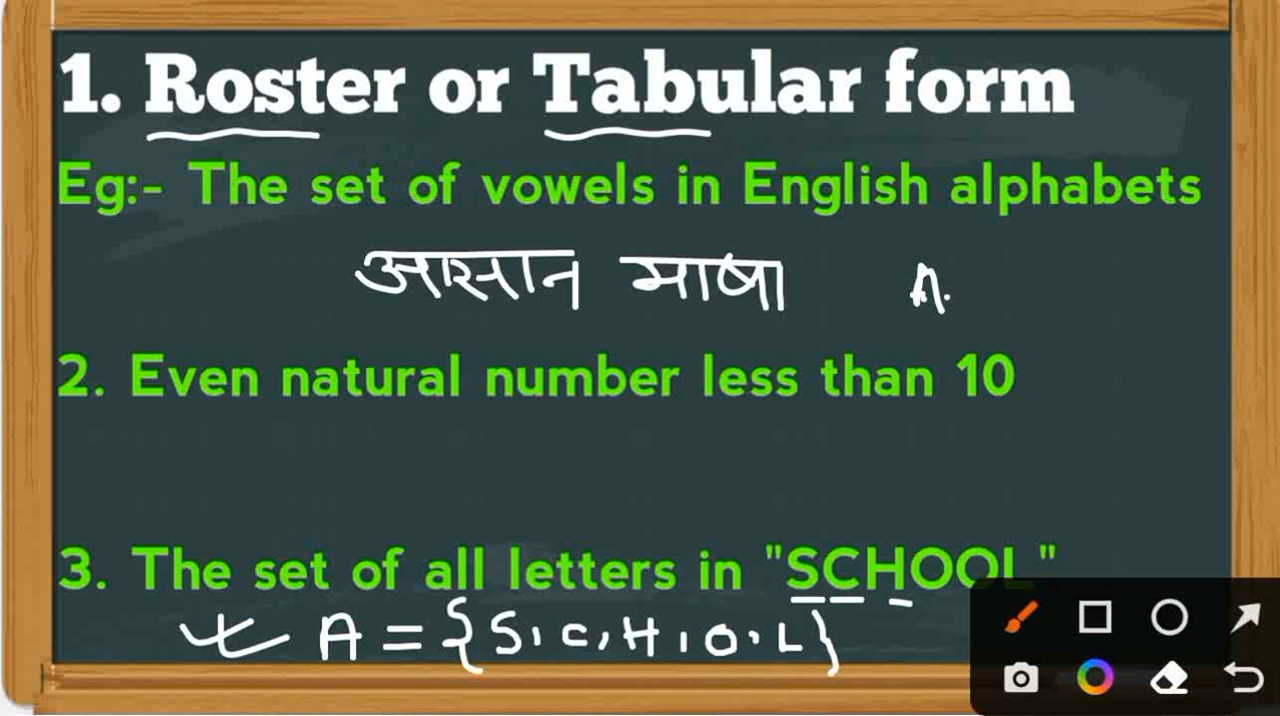 1. Roster or Tabular form
Eg:- The set of vowels in English alphabets
आसान भाषा A.
2. Even natural number less than 10
3. The set of all letters in "SCHOOL"
A = {S, C, H, O, L}